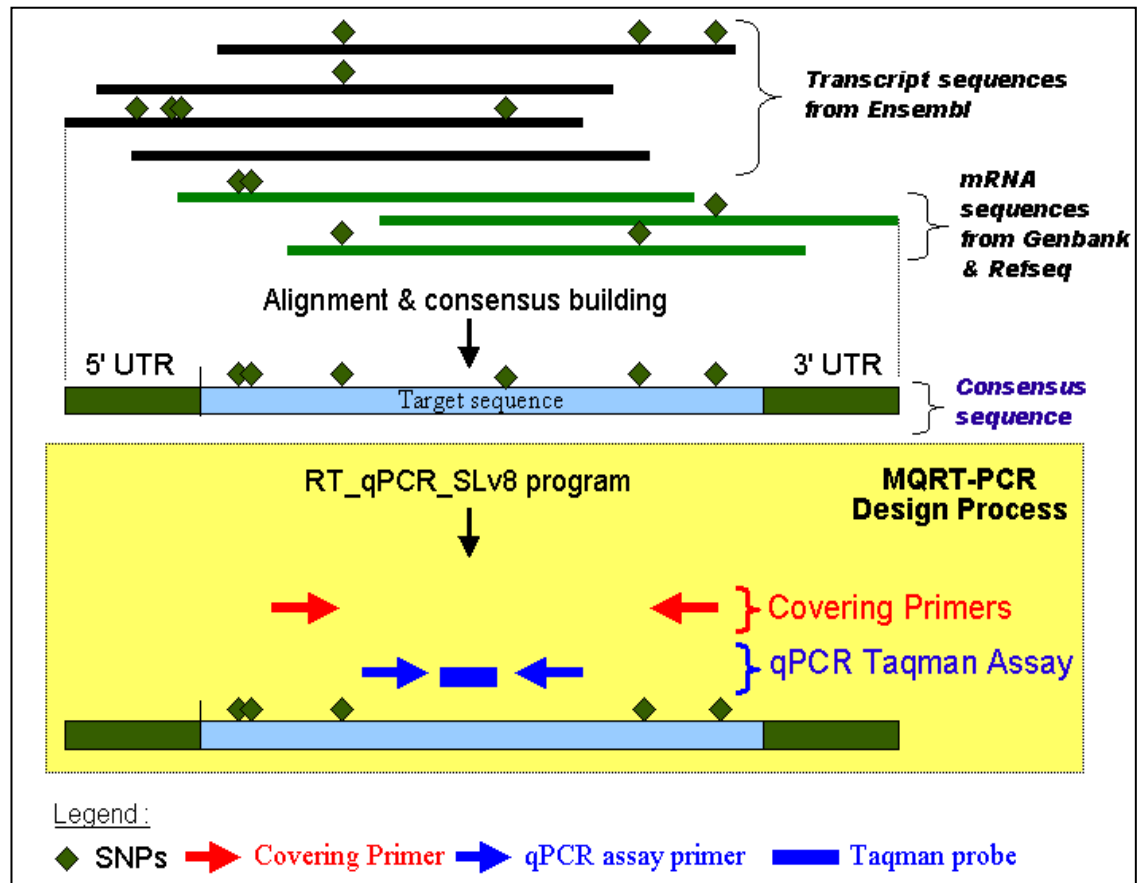 Transcript sequences
from Ensembl
mRNA
sequences
from Genbank
& Refseq
Alignment & consensus building
5' UTR
3' UTR
Target sequence
Consensus
sequence
RT_qPCR_SLv8 program
MQRT-PCR
Design Process
Covering Primers
qPCR Taqman Assay
Legend :
SNPs Covering Primer qPCR assay primer Taqman probe